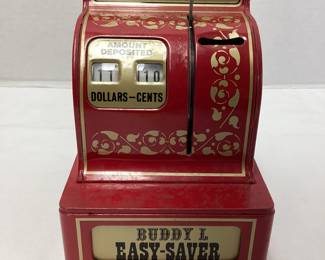 AMOUNT
DEPOSITED
11 10
DOLLARS—CENTS
BUDDY L
EASY-SAVER